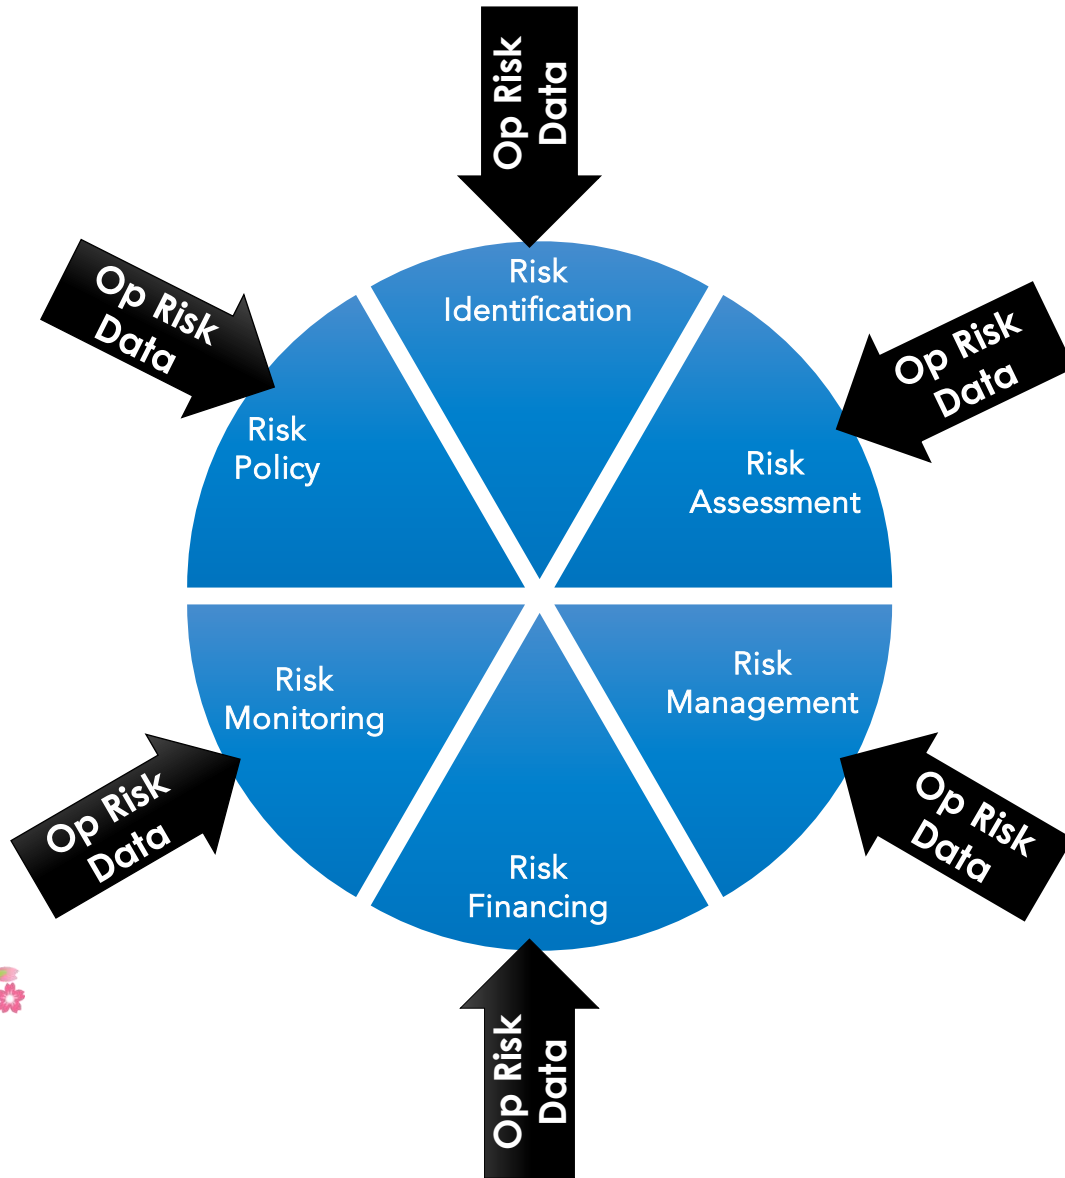 Op Risk
Data
Op Risk
Data
Risk
Identification
Op Risk
Data
Risk
Policy
Risk
Assessment
Risk
Monitoring
Risk
Management
Op Risk
Data
Op Risk
Data
Risk
Financing
Op Risk
Data